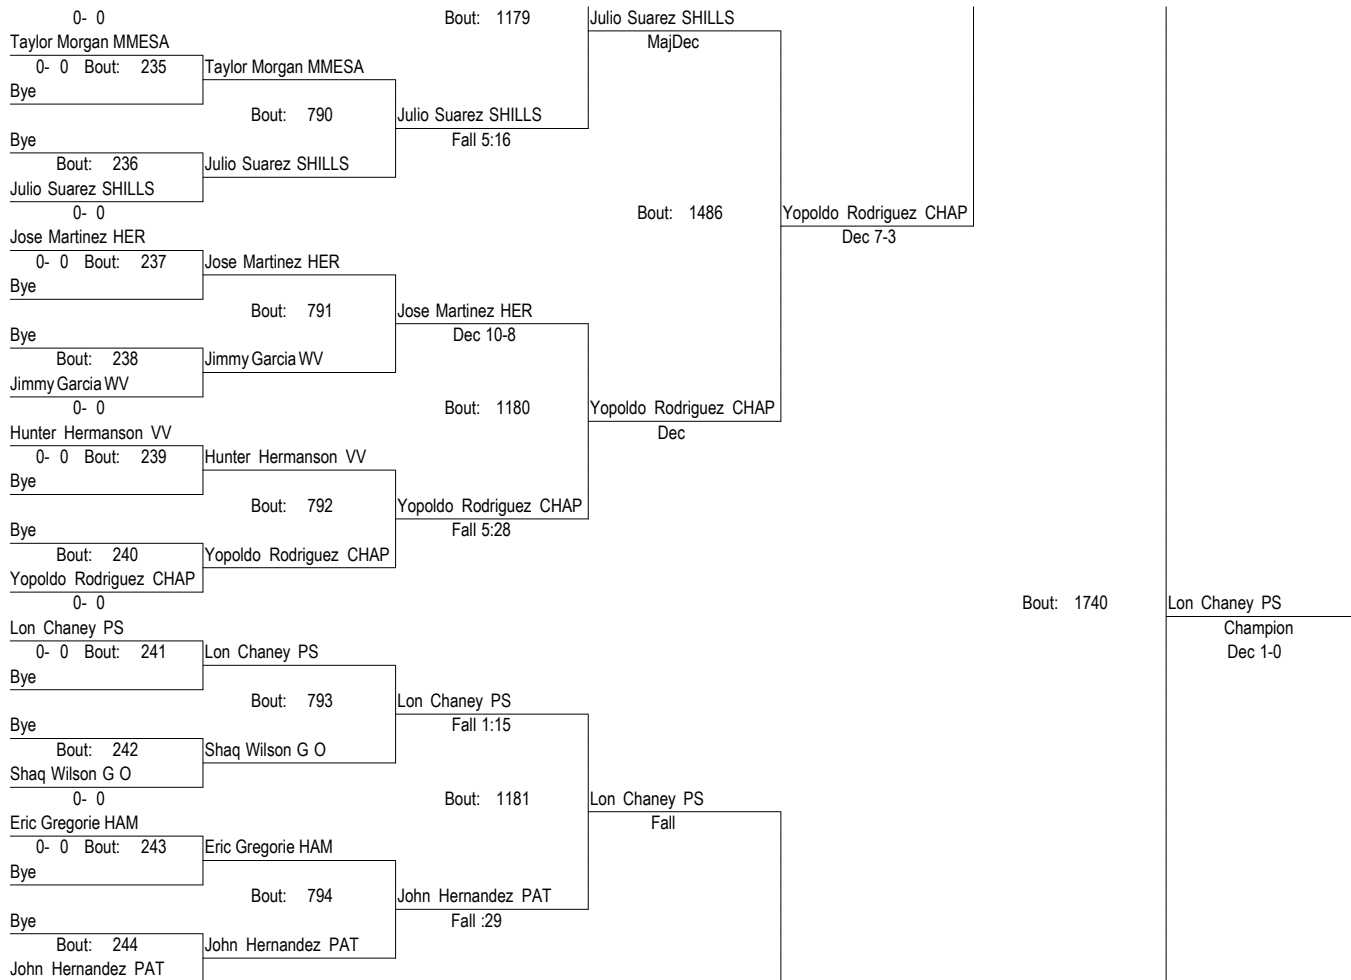 0- 0 Bout: 1179 Julio Suarez SHILLS
Taylor Morgan MMESA MajDec
0- 0 Bout: 235 Taylor Morgan MMESA
Bye
Bout: 790 Julio Suarez SHILLS
Bye Fall 5:16
Bout: 236 Julio Suarez SHILLS
Julio Suarez SHILLS
0- 0 Bout: 1486 Yopoldo Rodriguez CHAP
Jose Martinez HER Dec 7-3
0- 0 Bout: 237 Jose Martinez HER
Bye
Bout: 791 Jose Martinez HER
Bye Dec 10-8
Bout: 238 Jimmy Garcia WV
Jimmy Garcia WV
0- 0 Bout: 1180 Yopoldo Rodriguez CHAP
Hunter Hermanson VV Dec
0- 0 Bout: 239 Hunter Hermanson VV
Bye
Bout: 792 Yopoldo Rodriguez CHAP
Bye Fall 5:28
Bout: 240 Yopoldo Rodriguez CHAP
Yopoldo Rodriguez CHAP
0- 0 Bout: 1740 Lon Chaney PS
Lon Chaney PS Champion
0- 0 Bout: 241 Lon Chaney PS Dec 1-0
Bye
Bout: 793 Lon Chaney PS
Bye Fall 1:15
Bout: 242 Shaq Wilson G O
Shaq Wilson G O
0- 0 Bout: 1181 Lon Chaney PS
Eric Gregorie HAM Fall
0- 0 Bout: 243 Eric Gregorie HAM
Bye
Bout: 794 John Hernandez PAT
Bye Fall :29
Bout: 244 John Hernandez PAT
John Hernandez PAT